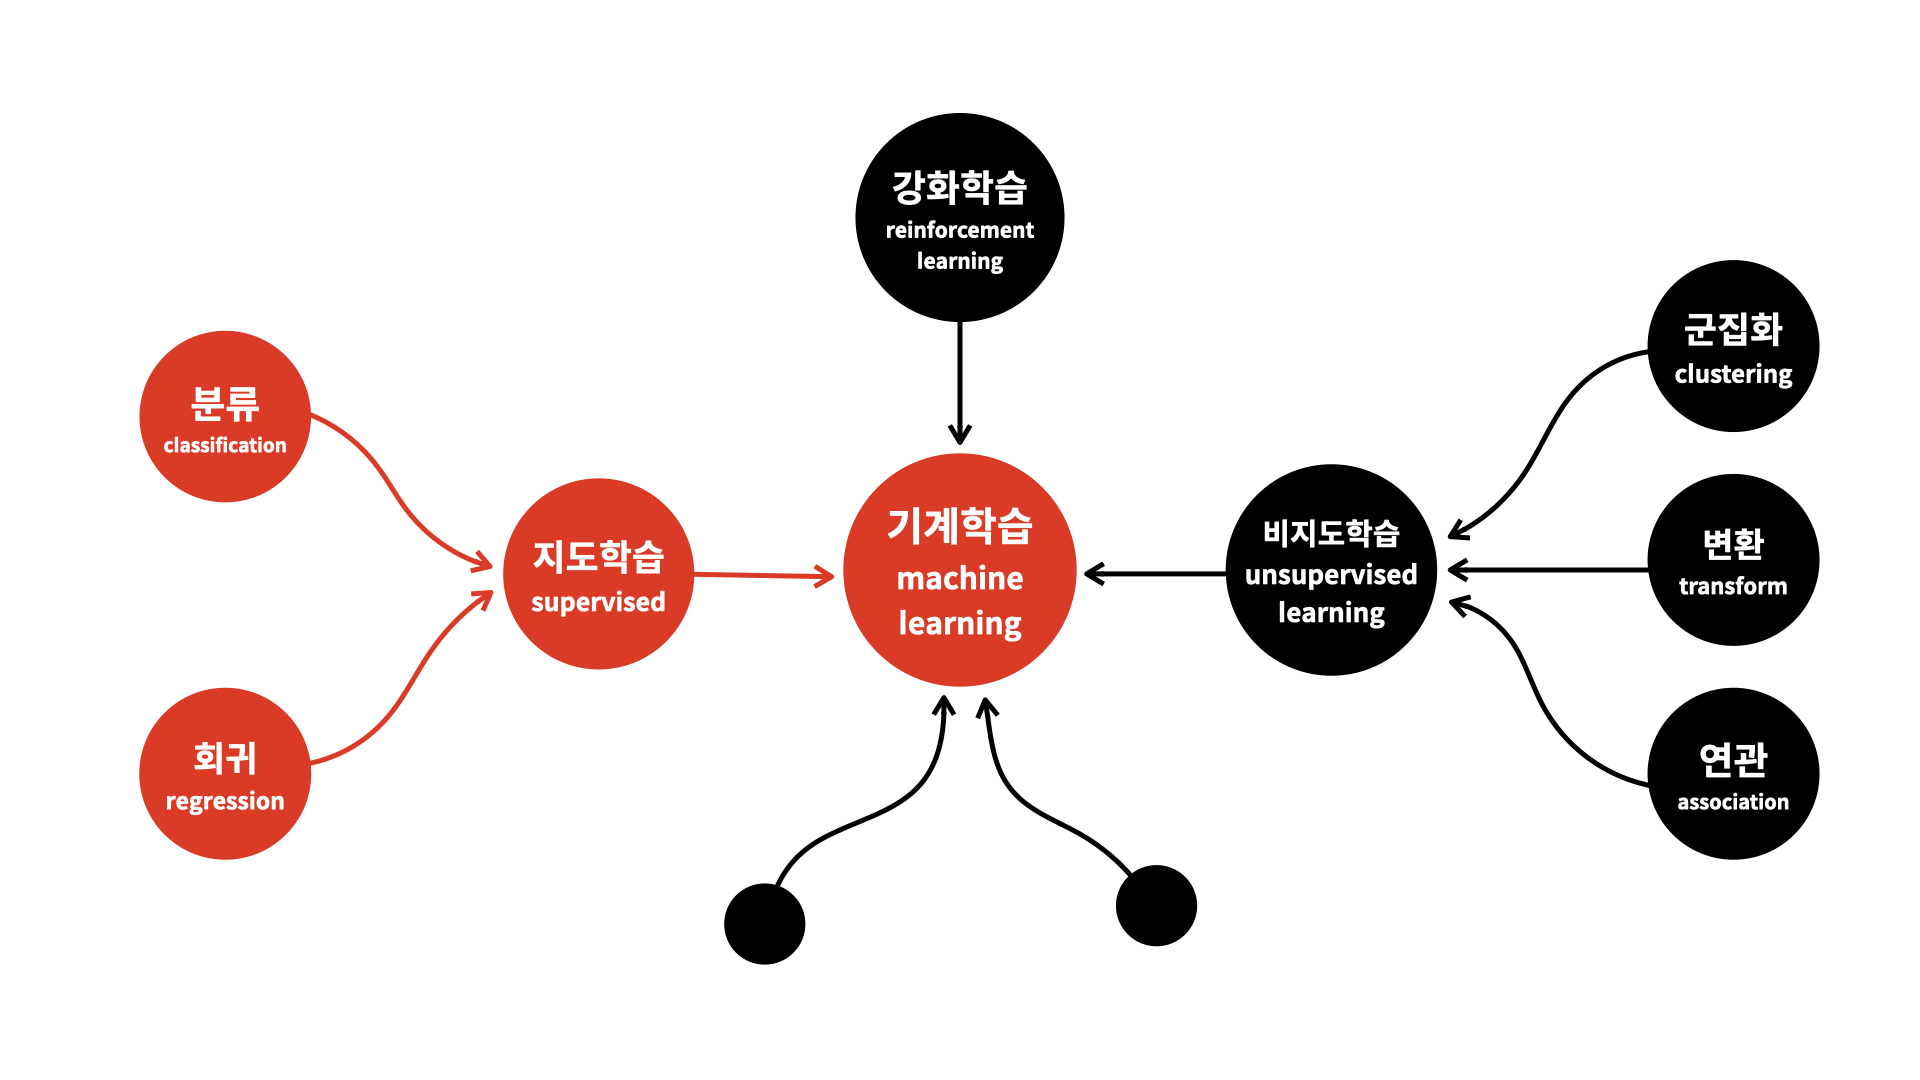 강화학습
reinforcement
learning
분류
classification
회귀
regression
지도학습
supervised
기계학습
machine
learning
비지도학습
unsupervised
learning
군집화
clustering
변환
transform
연관
association